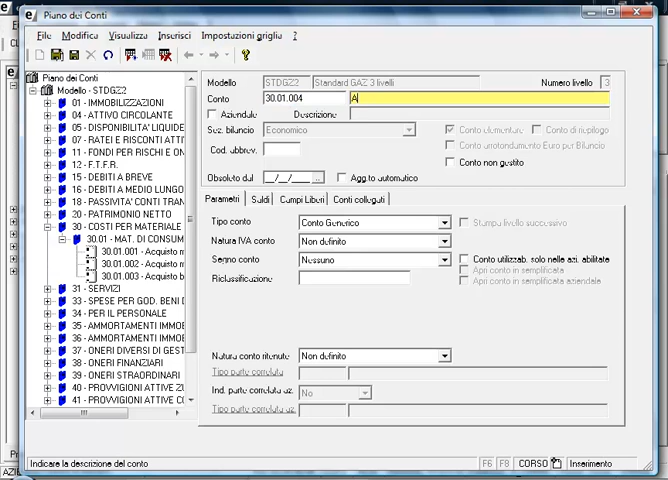 Piano dei Conti
File Modifica Visualizza Inserisci Impostazioni griglia ?
Piano dei Conti
Modello - STDGZ2
01 - IMMOBILIZZAZIONI
04 - ATTIVO CIRCOLANTE
05 - DISPONIBILITA' LIQUIDE
07 - RATEI E RISCONTI ATTI
11 - FONDI PER RISCHI E ON
12 - F.T.F.R.
15 - DEBITI A BREVE
16 - DEBITI A MEDIO LUNGO
18 - PASSIVITA' CONTI TRAN
20 - PATRIMONIO NETTO
30 - COSTI PER MATERIALE
30.01 - MAT. DI CONSUM
30.01.001 - Acquisto m
30.01.002 - Acquisto m
30.01.003 - Acquisto b
31 - SERVIZI
33 - SPESE PER GOD. BENI D
34 - PER IL PERSONALE
35 - AMMORTAMENTI IMMOB
36 - AMMORTAMENTI IMMOB
37 - ONERI DIVERSI DI GEST
38 - ONERI FINANZIARI
39 - ONERI STRAORDINARI
40 - PROVVIGIONI ATTIVE ZU
41 - PROVVIGIONI ATTIVE CO
Modello STDGZ2 Standard GAZ 3 livelli Numero livello 3
Conto 30.01.004 A
Aziendale Descrizione
Sez. bilancio Economico Conto elementare Conto di riepilogo
Cod. abbrev. Conto arrotondamento Euro per Bilancio
Conto non gestito
Obsoleto dal __/__/____ .. Agg.to automatico
Parametri Saldi Campi Liberi Conti collegati
Tipo conto Conto Generico Stampa livello successivo
Natura IVA conto Non definito
Segno conto Nessuno Conto utilizzab. solo nelle azi. abilitate
Apri conto in semplificata
Riclassificazione Apri conto in semplificata aziendale
Natura conto ritenute Non definito
Tipo parte correlata
Ind. parte correlata az. No
Tipo parte correlata az.
Indicare la descrizione del conto F6 F8 CORSO Inserimento